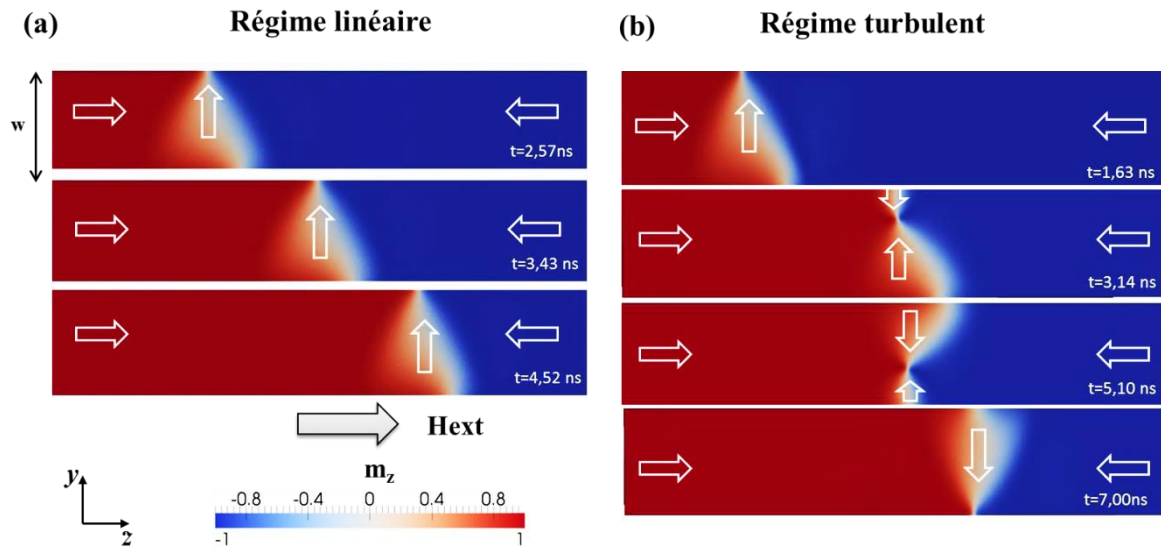 (a)
Régime linéaire
w
t=2,57ns
t=3,43 ns
t=4,52 ns
Hext
y
z
mz
-0.8 -0.4 0 0.4 0.8
-1 1
(b)
Régime turbulent
t=1,63 ns
t=3,14 ns
t=5,10 ns
t=7,00ns